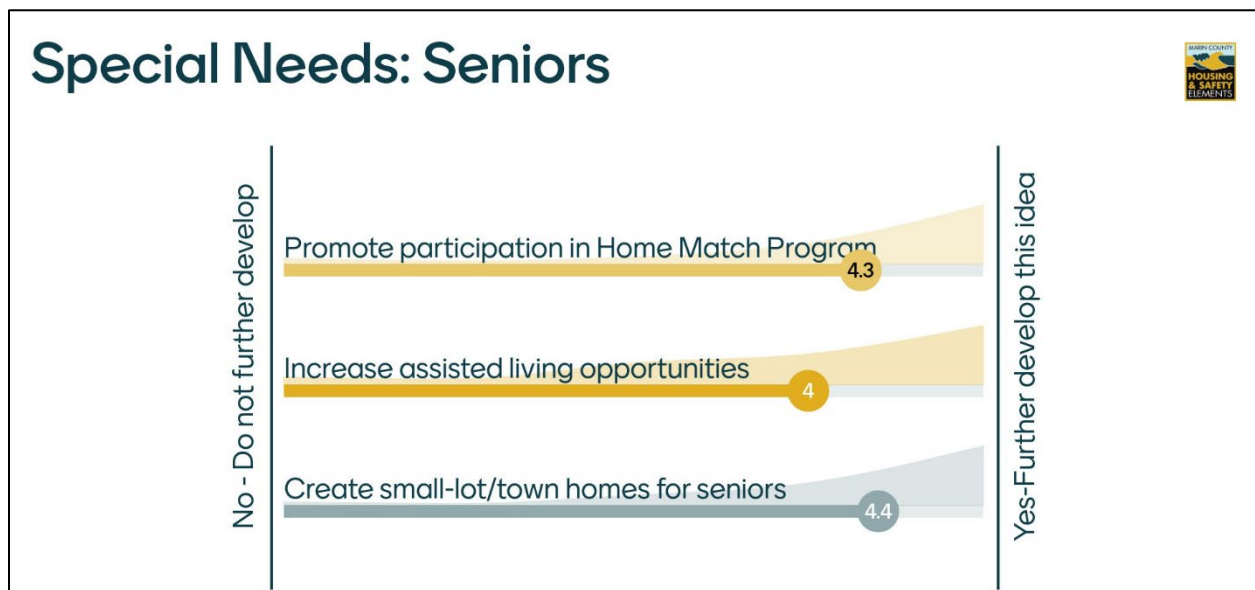 Special Needs: Seniors
MARIN COUNTY
HOUSING
& SAFETY
ELEMENTS
No - Do not further develop
Promote participation in Home Match Program
4.3
Increase assisted living opportunities
4
Create small-lot/town homes for seniors
4.4
Yes-Further develop this idea